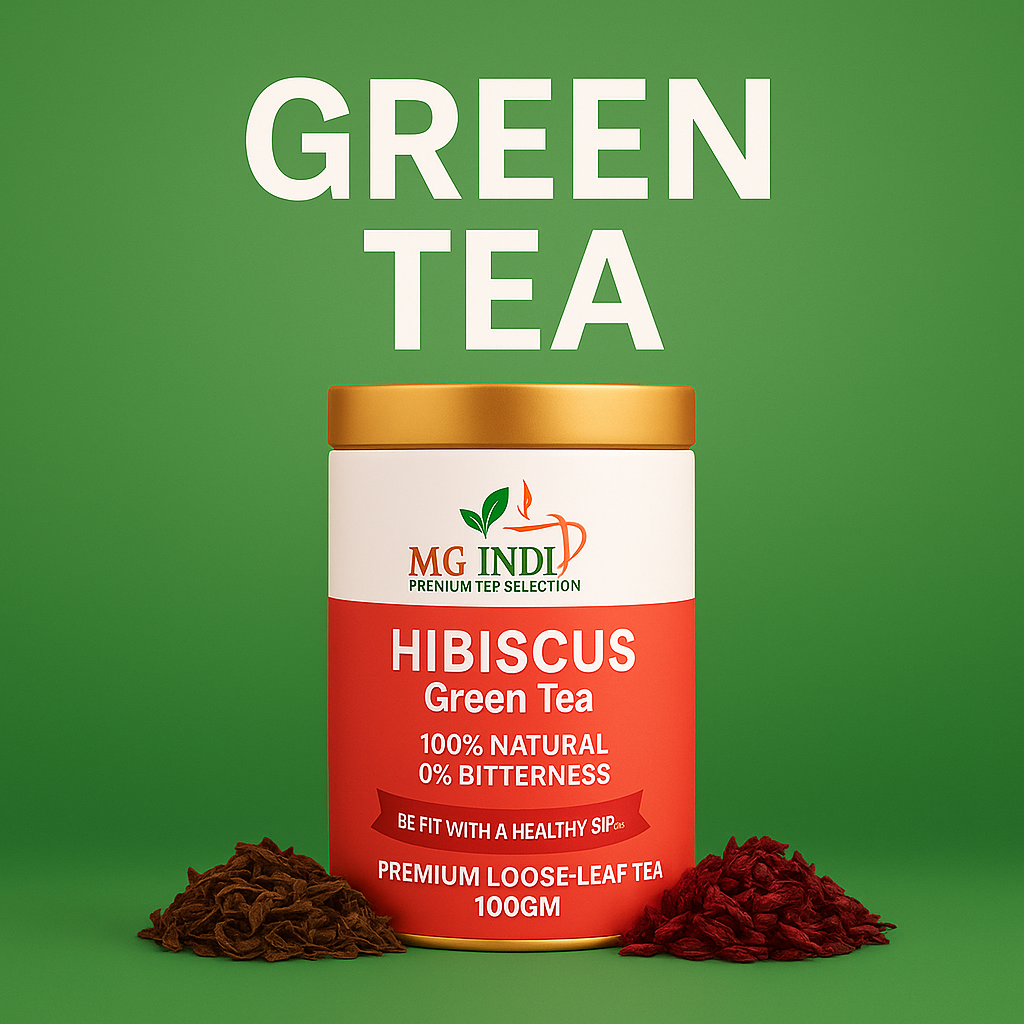 GREEN
TEA
MG INDI
PRENIUM TEP SELECTION
HIBISCUS
Green Tea
100% NATURAL
0% BITTERNESS
BE FIT WITH A HEALTHY SIP
PREMIUM LOOSE-LEAF TEA
100GM